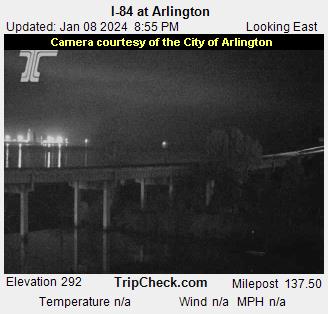 I-84 at Arlington
Updated: Jan 08 2024 8:55 PM Looking East
Camera courtesy of the City of Arlington
Elevation 292 TripCheck.com Milepost 137.50
Temperature n/a Wind n/a MPH n/a